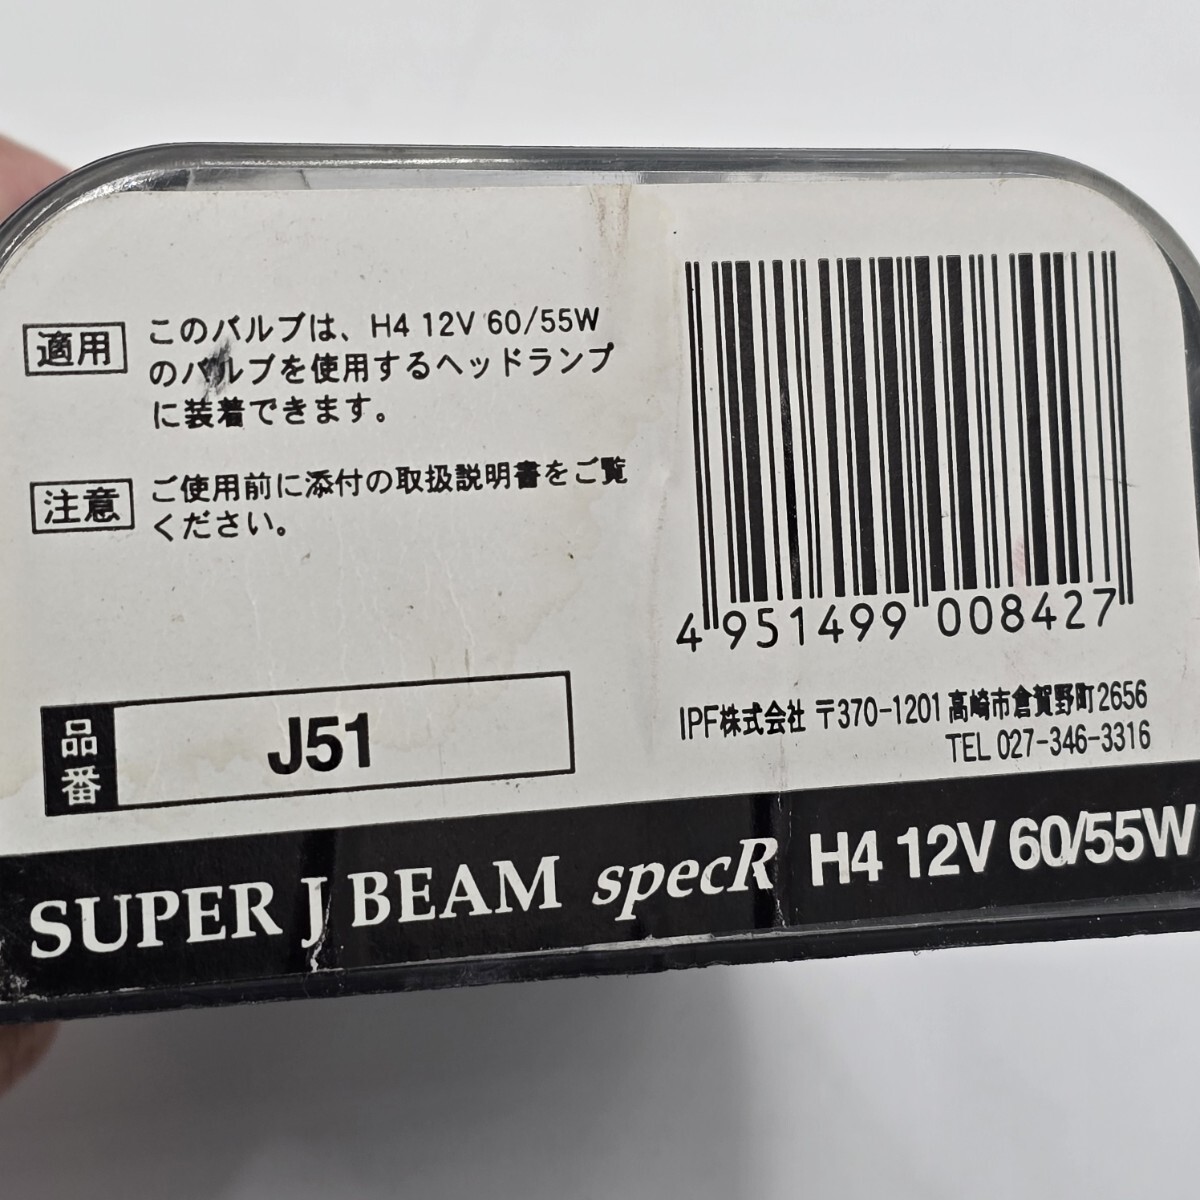 適用
このバルブは、H4 12V 60/55W
のバルブを使用するヘッドランプ
に装着できます。
注意
ご使用前に添付の取扱説明書をご覧
ください。
4 951499 008427
IPF株式会社 〒370-1201 高崎市倉賀野町2656
TEL 027-346-3316
品番
J51
SUPER J BEAM specR H4 12V 60/55W